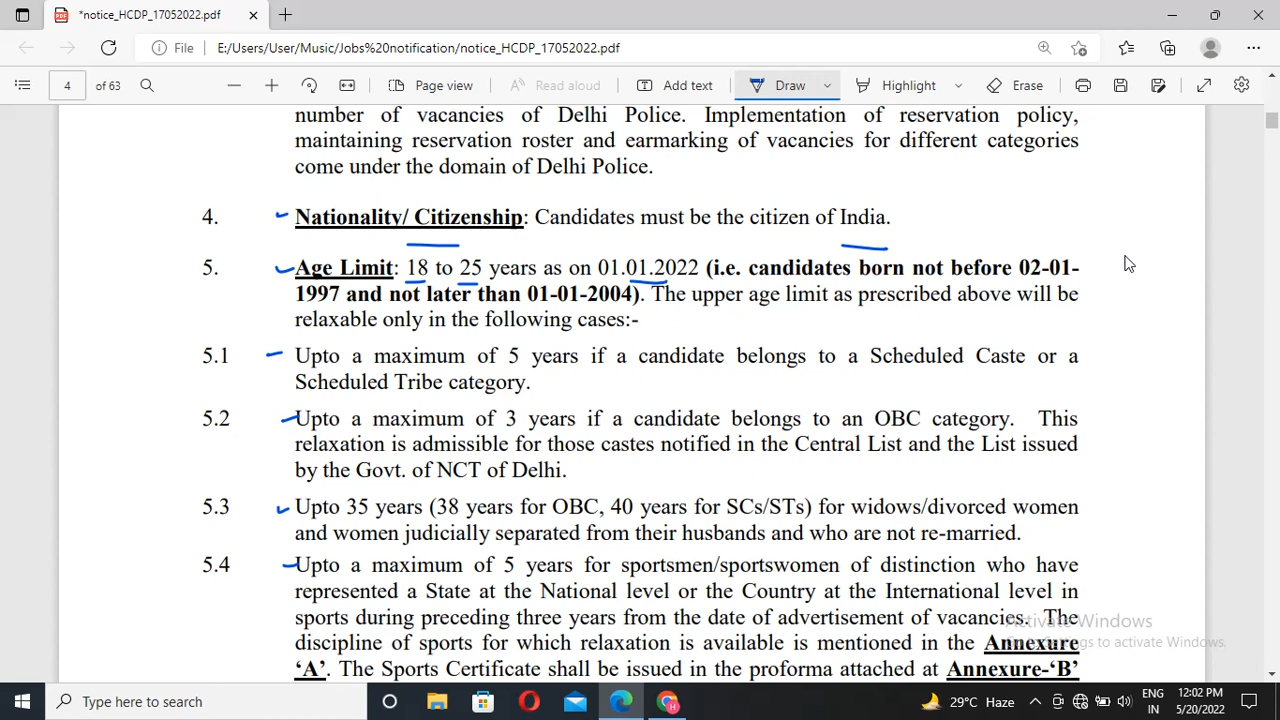 *notice_HCDP_17052022.pdf
File E:/Users/User/Music/Jobs%20notification/notice_HCDP_17052022.pdf
4 of 63 Page view Read aloud Add text Draw Highlight Erase
number of vacancies of Delhi Police. Implementation of reservation policy,
maintaining reservation roster and earmarking of vacancies for different categories
come under the domain of Delhi Police.
4. Nationality/ Citizenship: Candidates must be the citizen of India.
5. Age Limit: 18 to 25 years as on 01.01.2022 (i.e. candidates born not before 02-01-
1997 and not later than 01-01-2004). The upper age limit as prescribed above will be
relaxable only in the following cases:-
5.1 Upto a maximum of 5 years if a candidate belongs to a Scheduled Caste or a
Scheduled Tribe category.
5.2 Upto a maximum of 3 years if a candidate belongs to an OBC category. This
relaxation is admissible for those castes notified in the Central List and the List issued
by the Govt. of NCT of Delhi.
5.3 Upto 35 years (38 years for OBC, 40 years for SCs/STs) for widows/divorced women
and women judicially separated from their husbands and who are not re-married.
5.4 Upto a maximum of 5 years for sportsmen/sportswomen of distinction who have
represented a State at the National level or the Country at the International level in
sports during preceding three years from the date of advertisement of vacancies. The
discipline of sports for which relaxation is available is mentioned in the Annexure
'A'. The Sports Certificate shall be issued in the proforma attached at Annexure-'B'
Activate Windows
Go to Settings to activate Windows.
Type here to search 29°C Haze ENG 12:02 PM
IN 5/20/2022